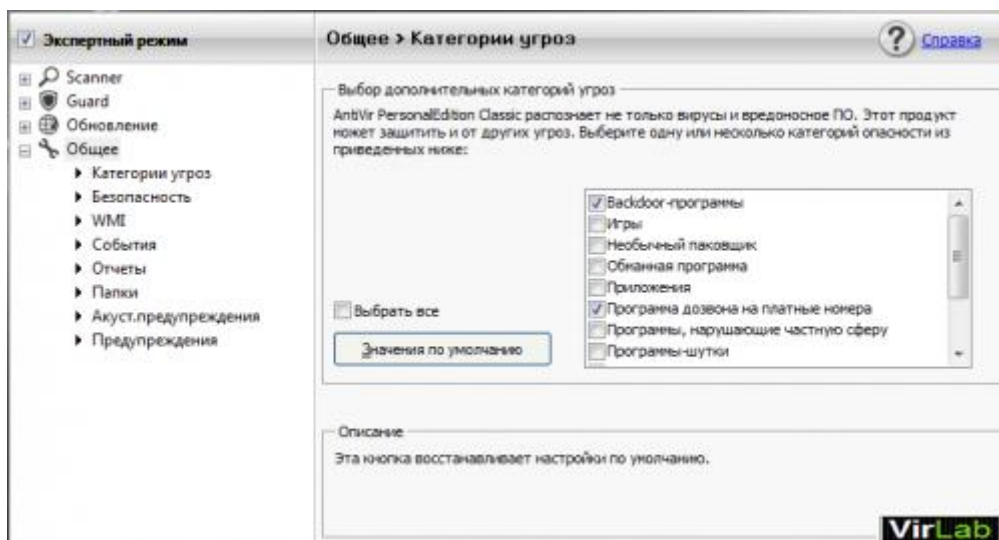 Экспертный режим
Общее > Категории угроз
? Справка
Scanner
Guard
Обновление
Общее
Категории угроз
Безопасность
WMI
События
Отчеты
Папки
Акуст.предупреждения
Предупреждения
Выбор дополнительных категорий угроз
AntiVir PersonalEdition Classic распознает не только вирусы и вредоносное ПО. Этот продукт
может защитить и от других угроз. Выберите одну или несколько категорий опасности из
приведенных ниже:
Backdoor-программы
Игры
Необычный паковщик
Обманная программа
Приложения
Программа дозвона на платные номера
Программы, нарушающие частную сферу
Программы-шутки
Выбрать все
Значения по умолчанию
Описание
Эта кнопка восстанавливает настройки по умолчанию.
VirLab